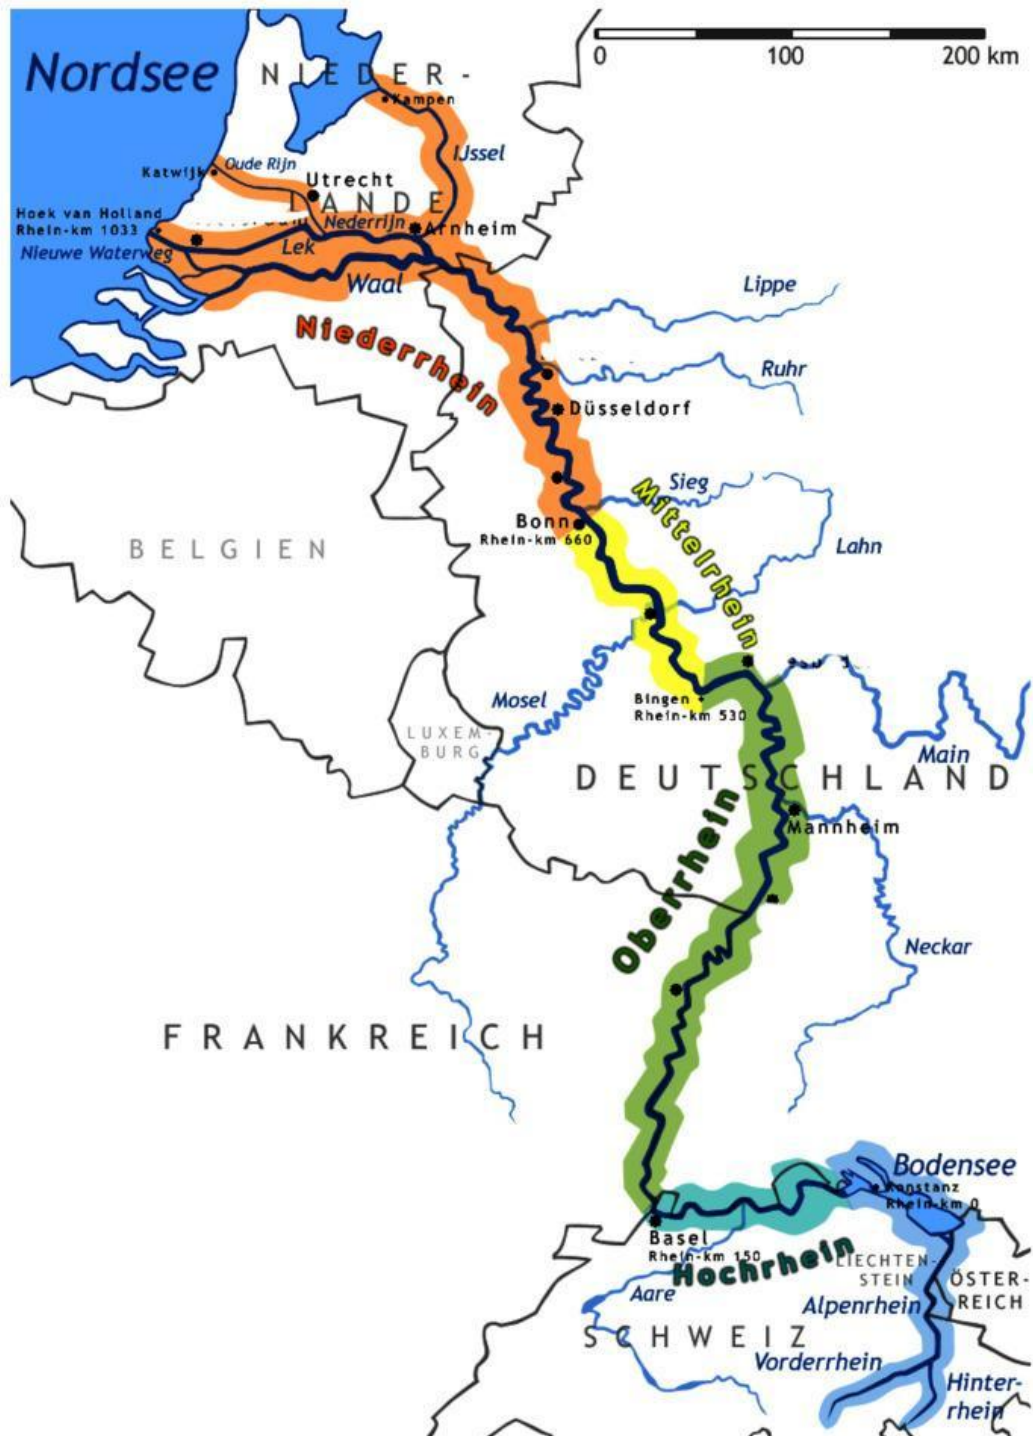 0 100 200 km
Nordsee
NIEDER-
Kampen
IJssel
Katwijk
Oude Rijn
Utrecht
LANDE
Hoek van Holland
Rhein-km 1033
Nederrijn
Arnheim
Nieuwe Waterweg
Lek
Waal
Lippe
Niederrhein
Ruhr
Düsseldorf
Sieg
Mittelrhein
Bonn
Rhein-km 660
BELGIEN
Lahn
Mosel
Bingen
Rhein-km 530
LUXEM-
BURG
Main
DEUTSCHLAND
Mannheim
Oberrhein
Neckar
FRANKREICH
Bodensee
Konstanz
Rhein-km 0
Basel
Rhein-km 150
Hochrhein
LIECHTEN-
STEIN
ÖSTER-
REICH
Aare
Alpenrhein
SCHWEIZ
Vorderrhein
Hinter-
rhein